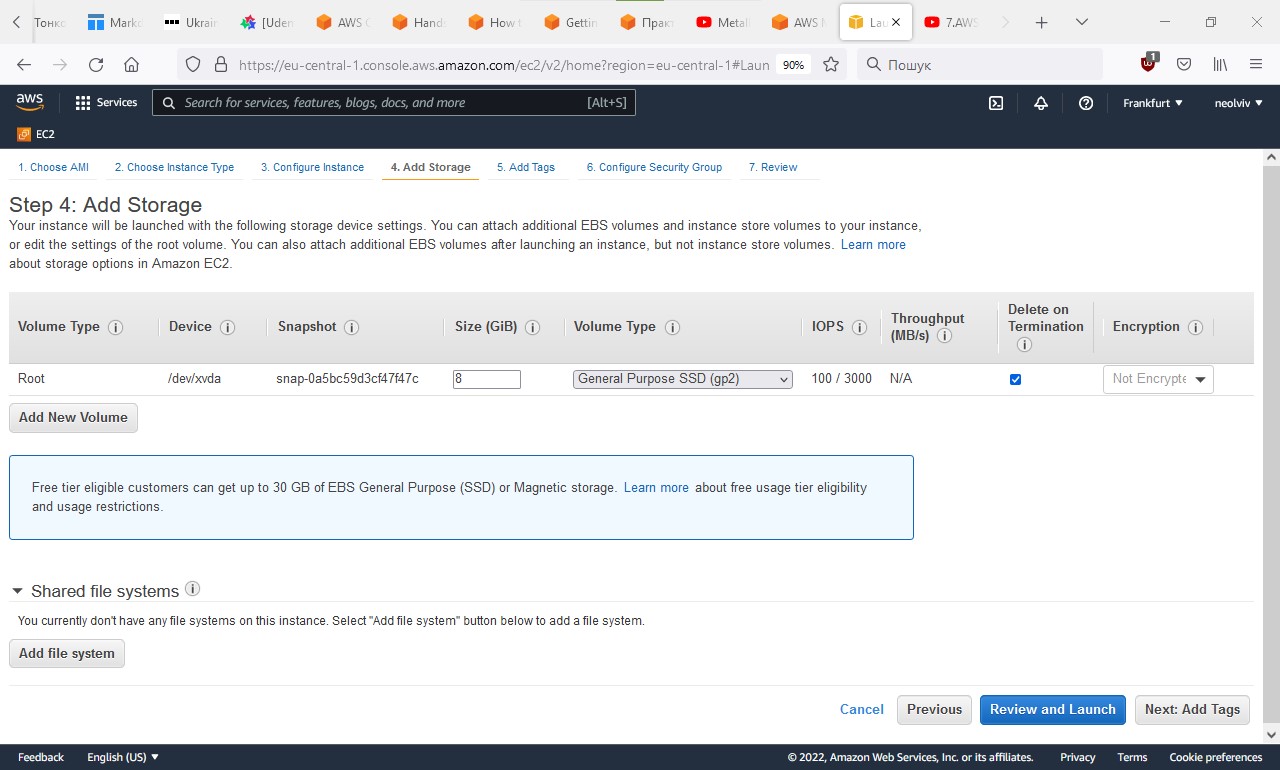 Тонко
Marke
Ukrain
[Uden
AWS C
Hands
How t
Gettin
Практ
Metall
AWS M
Lau
7.AWS
https://eu-central-1.console.aws.amazon.com/ec2/v2/home?region=eu-central-1#Laun
90%
Пошук
1
aws
Services
Search for services, features, blogs, docs, and more
[Alt+S]
Frankfurt
neolviv
EC2
1. Choose AMI
2. Choose Instance Type
3. Configure Instance
4. Add Storage
5. Add Tags
6. Configure Security Group
7. Review
Step 4: Add Storage
Your instance will be launched with the following storage device settings. You can attach additional EBS volumes and instance store volumes to your instance,
or edit the settings of the root volume. You can also attach additional EBS volumes after launching an instance, but not instance store volumes. Learn more
about storage options in Amazon EC2.
Volume Type
Device
Snapshot
Size (GiB)
Volume Type
IOPS
Throughput
(MB/s)
Delete on
Termination
Encryption
Root
/dev/xvda
snap-0a5bc59d3cf47f47c
8
General Purpose SSD (gp2)
100 / 3000
N/A
Not Encrypte
Add New Volume
Free tier eligible customers can get up to 30 GB of EBS General Purpose (SSD) or Magnetic storage. Learn more about free usage tier eligibility
and usage restrictions.
Shared file systems
You currently don't have any file systems on this instance. Select "Add file system" button below to add a file system.
Add file system
Cancel
Previous
Review and Launch
Next: Add Tags
Feedback
English (US)
© 2022, Amazon Web Services, Inc. or its affiliates.
Privacy
Terms
Cookie preferences